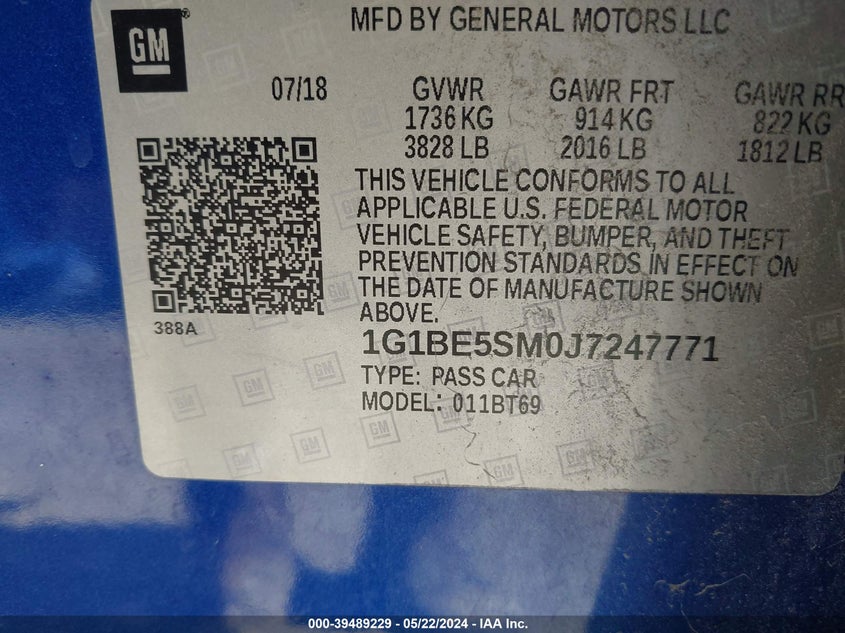 GM
MFD BY GENERAL MOTORS LLC
07/18 GVWR GAWR FRT GAWR RR
1736 KG 914 KG 822 KG
3828 LB 2016 LB 1812 LB
THIS VEHICLE CONFORMS TO ALL
APPLICABLE U.S. FEDERAL MOTOR
VEHICLE SAFETY, BUMPER, AND THEFT
PREVENTION STANDARDS IN EFFECT ON
THE DATE OF MANUFACTURE SHOWN
ABOVE.
388A
1G1BE5SM0J7247771
TYPE: PASS CAR
MODEL: 011BT69
000-39489229 - 05/22/2024 - IAA Inc.